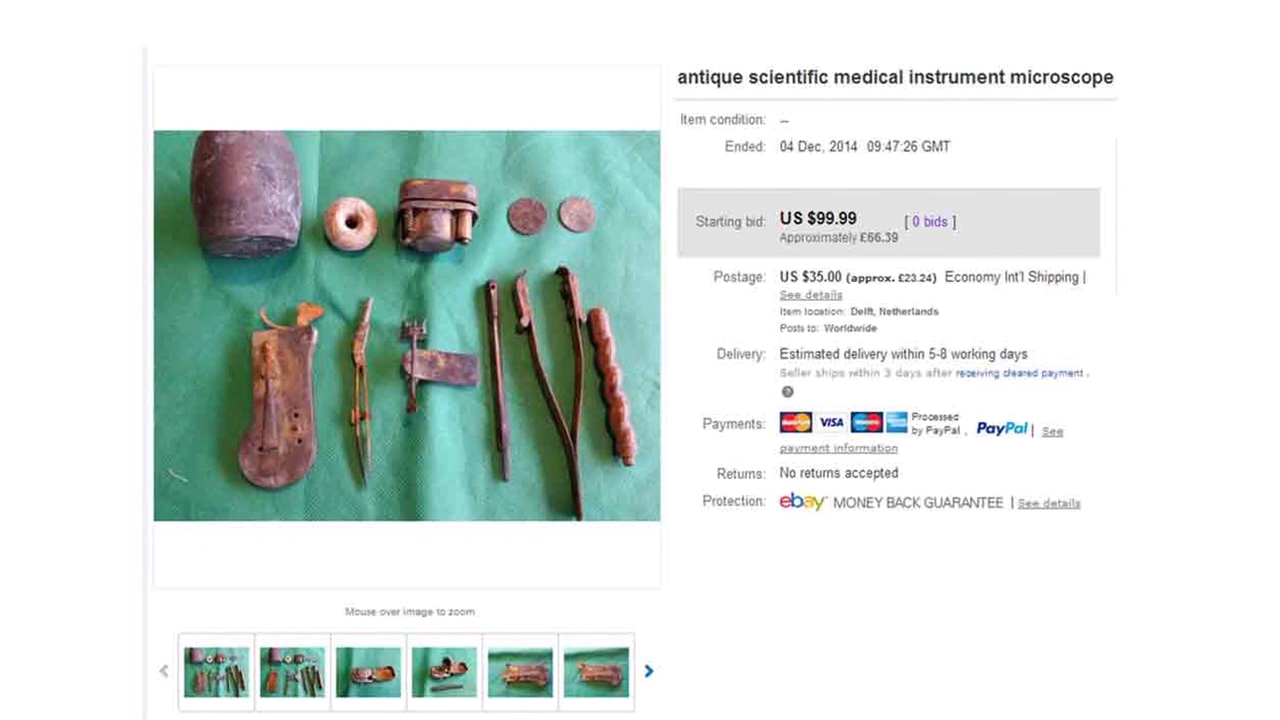 antique scientific medical instrument microscope
Item condition: --
Ended: 04 Dec, 2014 09:47:26 GMT
Starting bid: US $99.99 [ 0 bids ]
Approximately £66.39
Postage: US $35.00 (approx. £23.24) Economy Int'l Shipping |
See details
Item location: Delft, Netherlands
Posts to: Worldwide
Delivery: Estimated delivery within 5-8 working days
Seller ships within 3 days after receiving cleared payment .
?
Payments: MasterCard VISA Maestro Processed
by PayPal , PayPal | See
payment information
Returns: No returns accepted
Protection: ebay MONEY BACK GUARANTEE | See details
Mouse over image to zoom